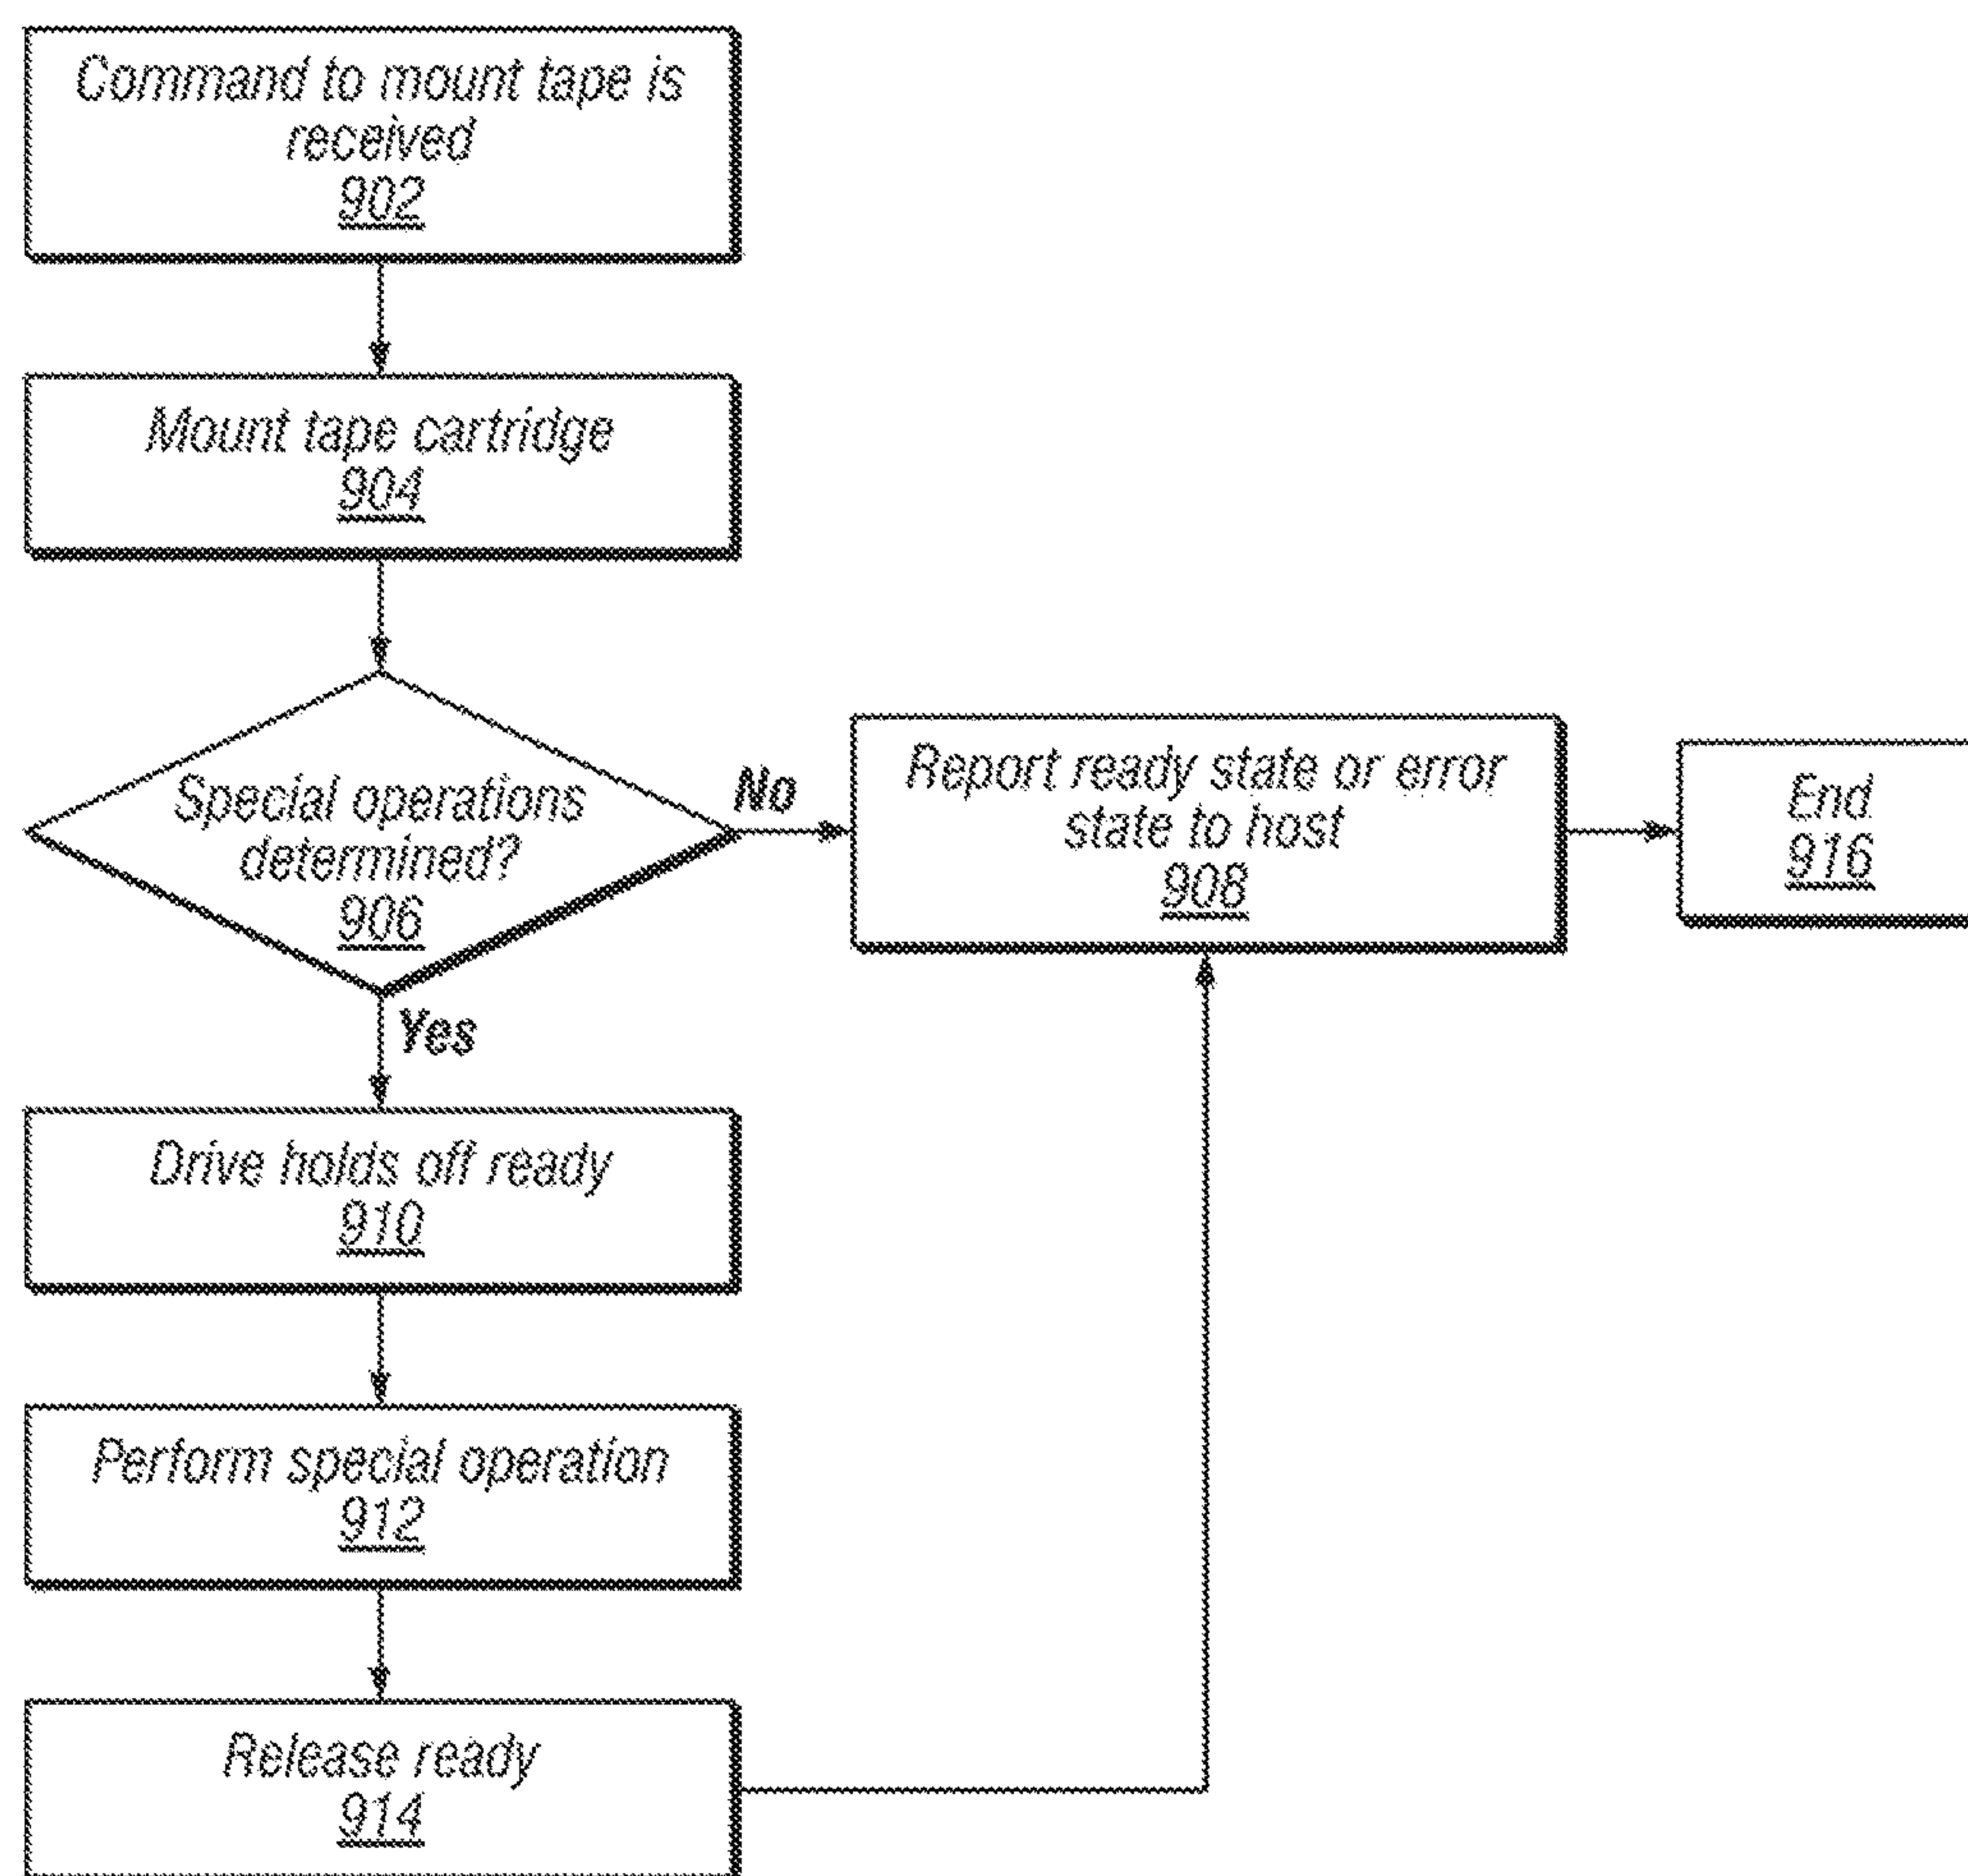 Command to mount tape is
received
902
Mount tape cartridge
904
Special operations
determined?
906
No
Report ready state or error
state to host
908
End
916
Yes
Drive holds off ready
910
Perform special operation
912
Release ready
914